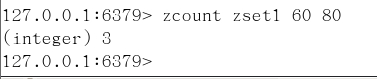 127.0.0.1:6379> zcount zset1 60 80
(integer) 3
127.0.0.1:6379>